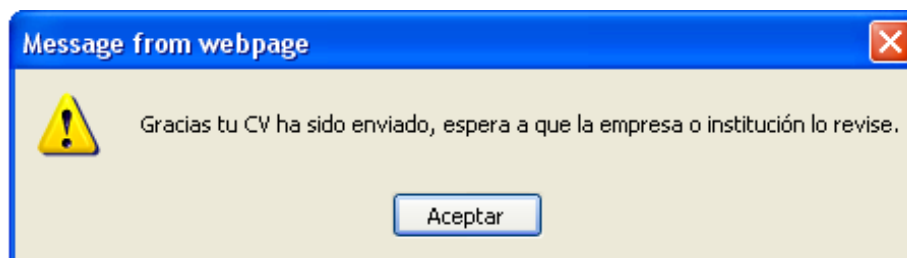 Message from webpage
Gracias tu CV ha sido enviado, espera a que la empresa o institución lo revise.
Aceptar